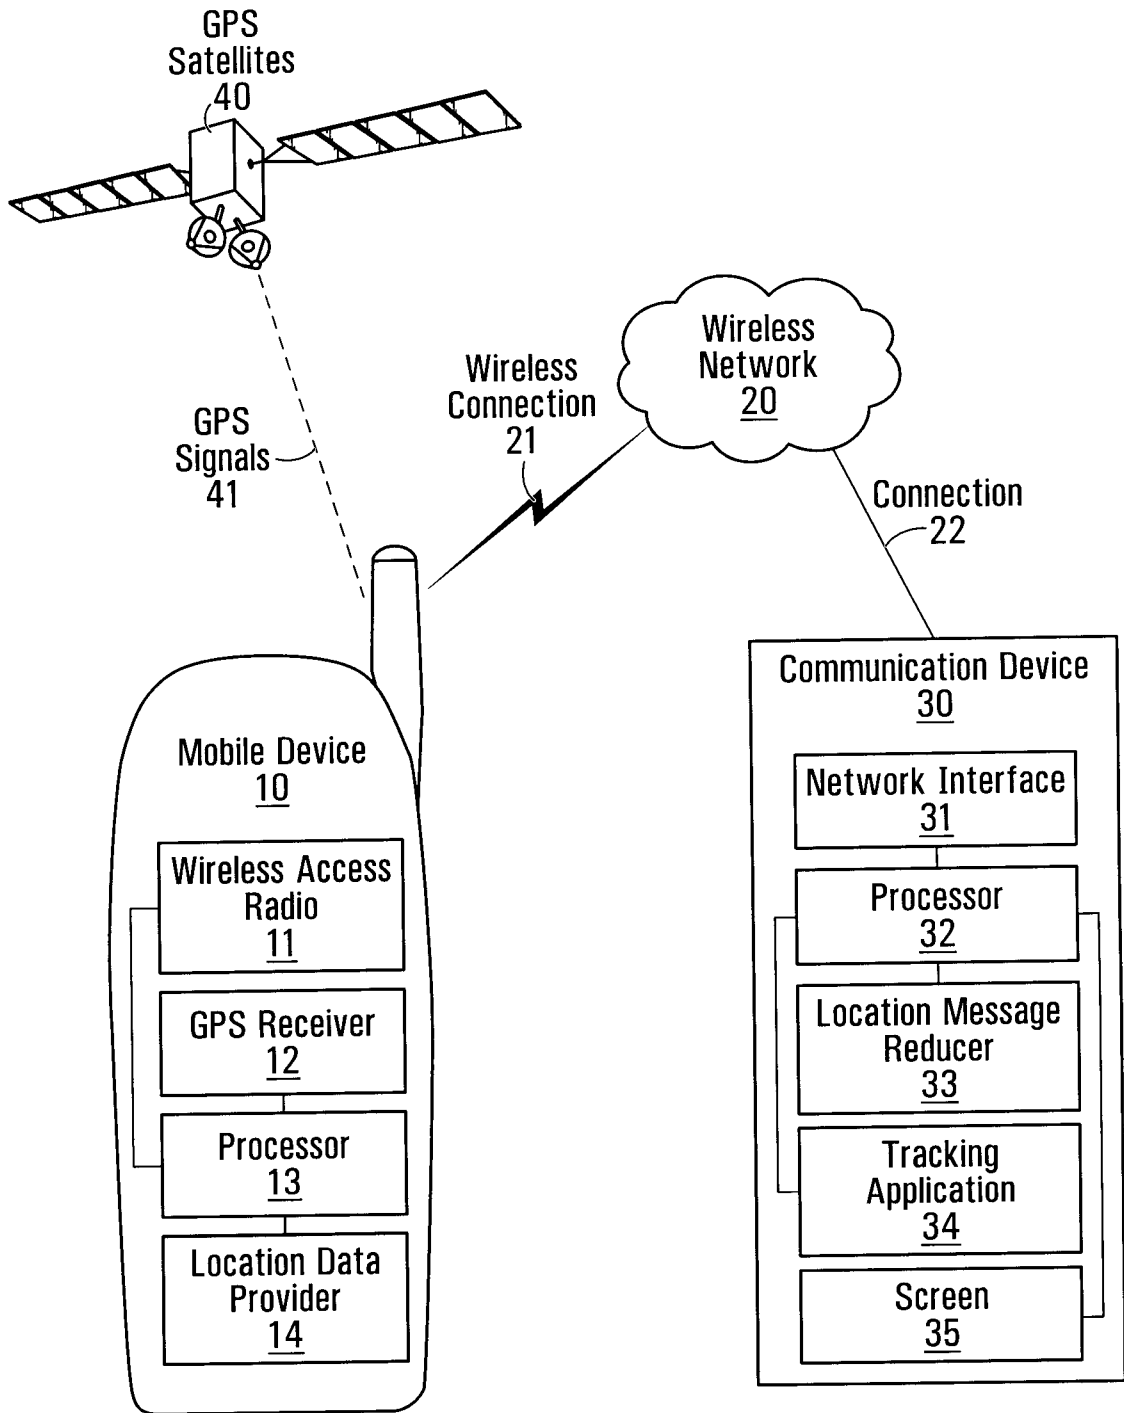 GPS
Satellites
40
GPS
Signals
41
Wireless
Connection
21
Wireless
Network
20
Connection
22
Mobile Device
10
Wireless Access
Radio
11
GPS Receiver
12
Processor
13
Location Data
Provider
14
Communication Device
30
Network Interface
31
Processor
32
Location Message
Reducer
33
Tracking
Application
34
Screen
35